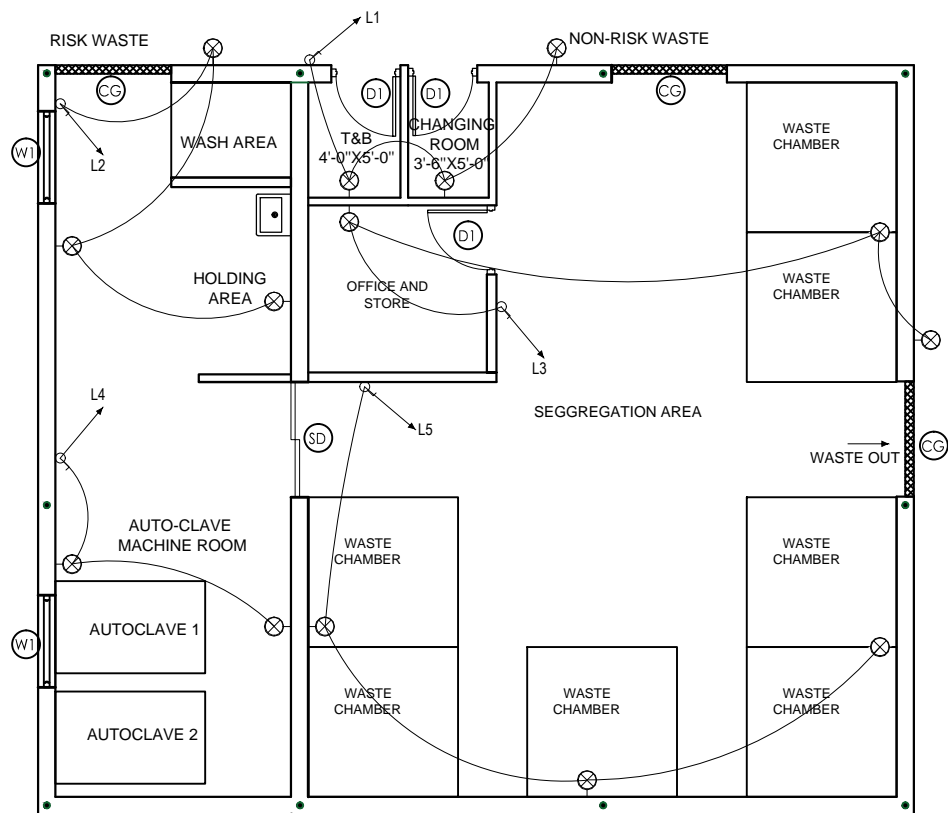 L1
RISK WASTE
NON-RISK WASTE
CG
D1
D1
CG
W1
L2
WASH AREA
T&B
4'-0"X5'-0"
CHANGING
ROOM
3'-6"X5'-0"
WASTE
CHAMBER
D1
HOLDING
AREA
OFFICE AND
STORE
WASTE
CHAMBER
L3
L4
L5
SD
SEGGREGATION AREA
WASTE OUT
CG
AUTO-CLAVE
MACHINE ROOM
WASTE
CHAMBER
WASTE
CHAMBER
W1
AUTOCLAVE 1
AUTOCLAVE 2
WASTE
CHAMBER
WASTE
CHAMBER
WASTE
CHAMBER